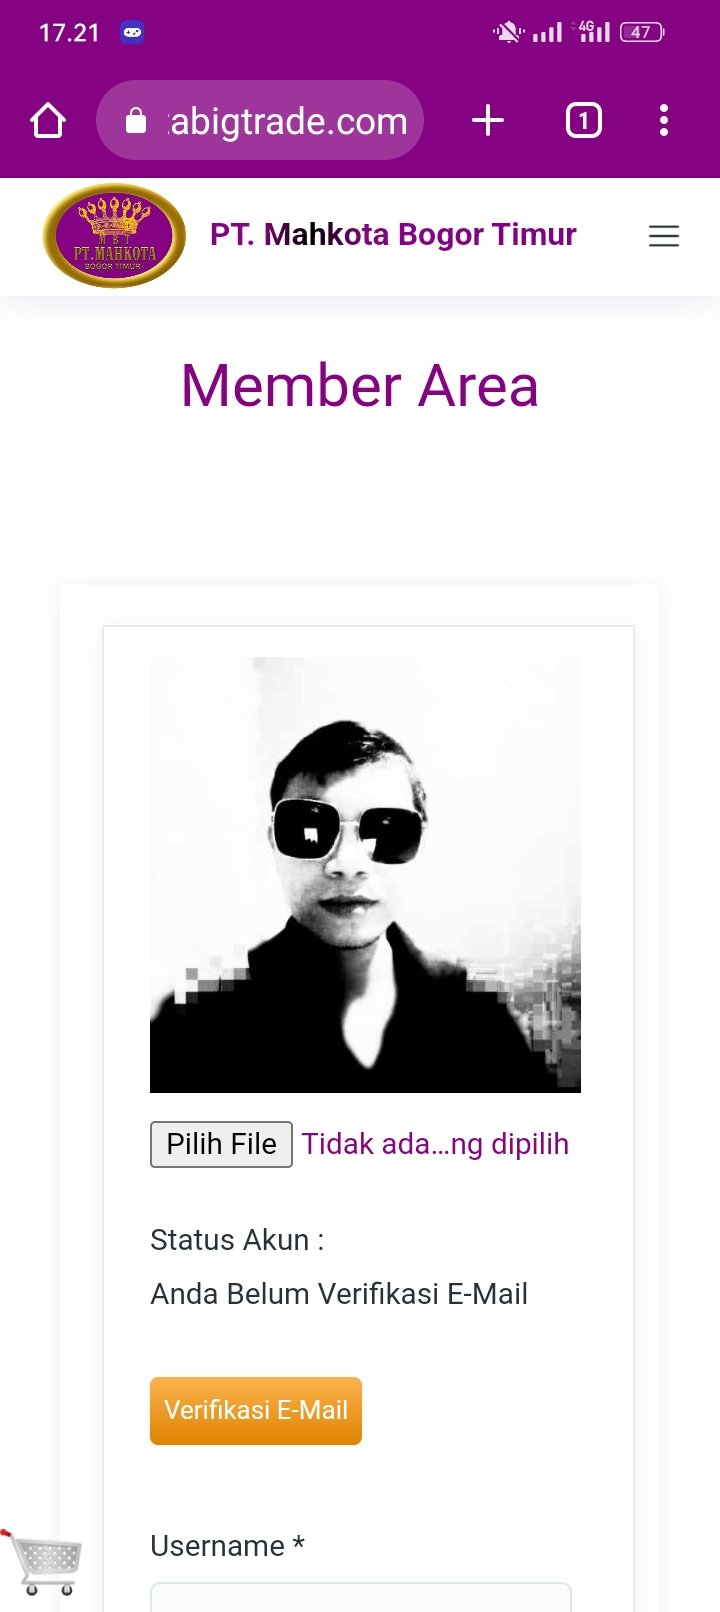 17.21
4G
47
abigtrade.com
1
M B T
PT.MAHKOTA
BOGOR TIMUR
PT. Mahkota Bogor Timur
Member Area
Pilih File Tidak ada...ng dipilih
Status Akun :
Anda Belum Verifikasi E-Mail
Verifikasi E-Mail
Username *